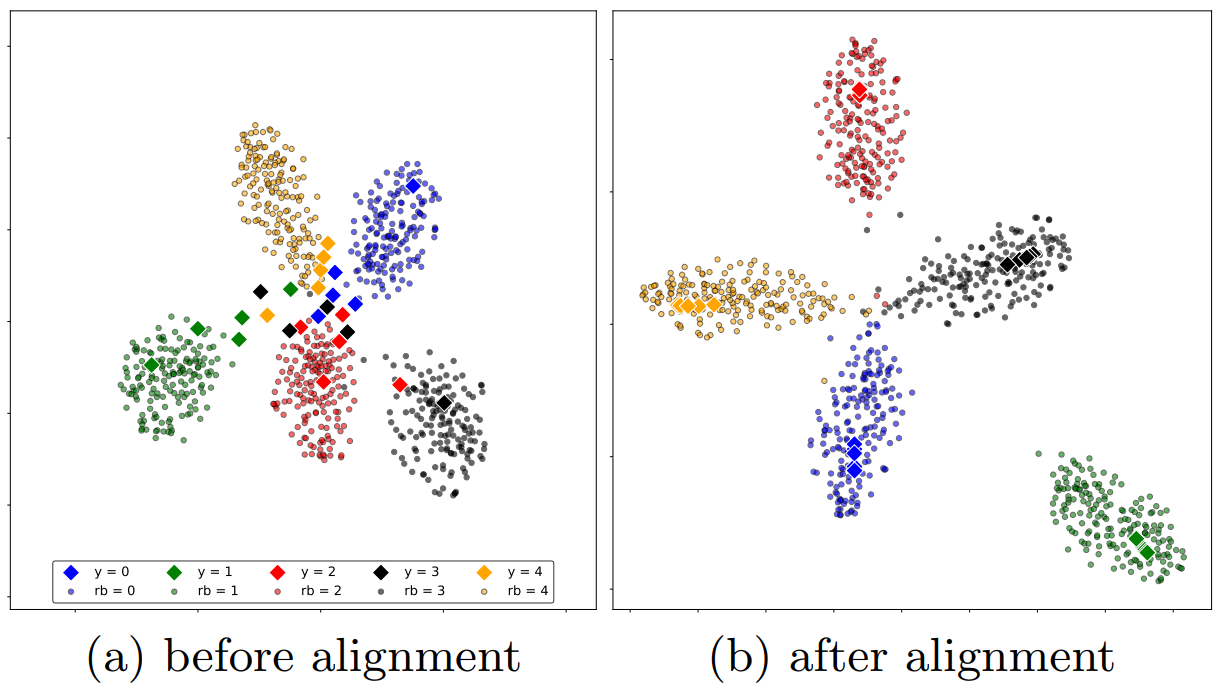 y = 0 y = 1 y = 2 y = 3 y = 4
rb = 0 rb = 1 rb = 2 rb = 3 rb = 4
(a) before alignment (b) after alignment